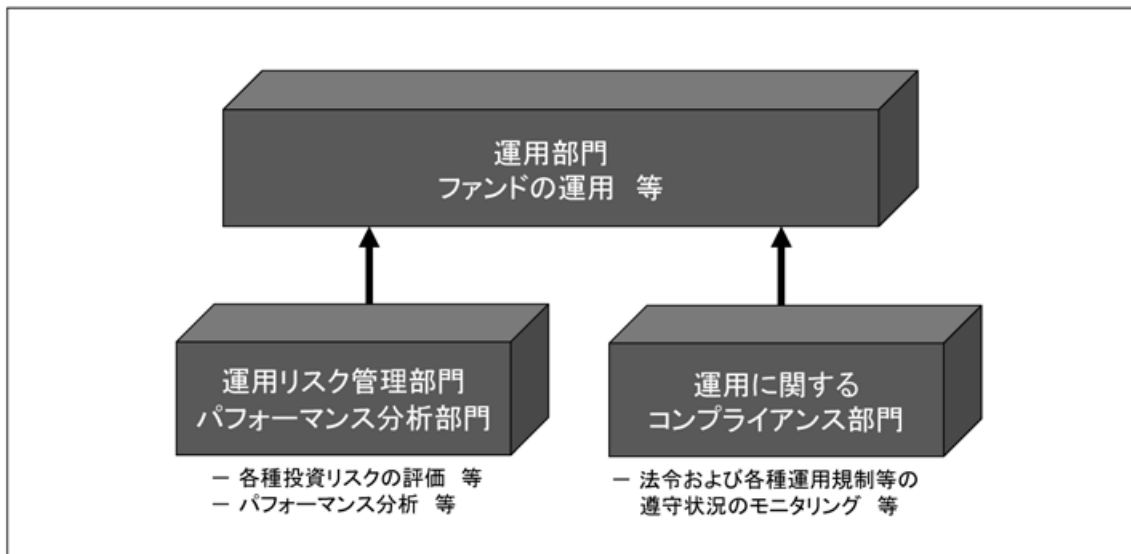 運用部門
ファンドの運用 等
運用リスク管理部門
パフォーマンス分析部門
運用に関する
コンプライアンス部門
－ 各種投資リスクの評価 等
－ パフォーマンス分析 等
－ 法令および各種運用規制等の
遵守状況のモニタリング 等